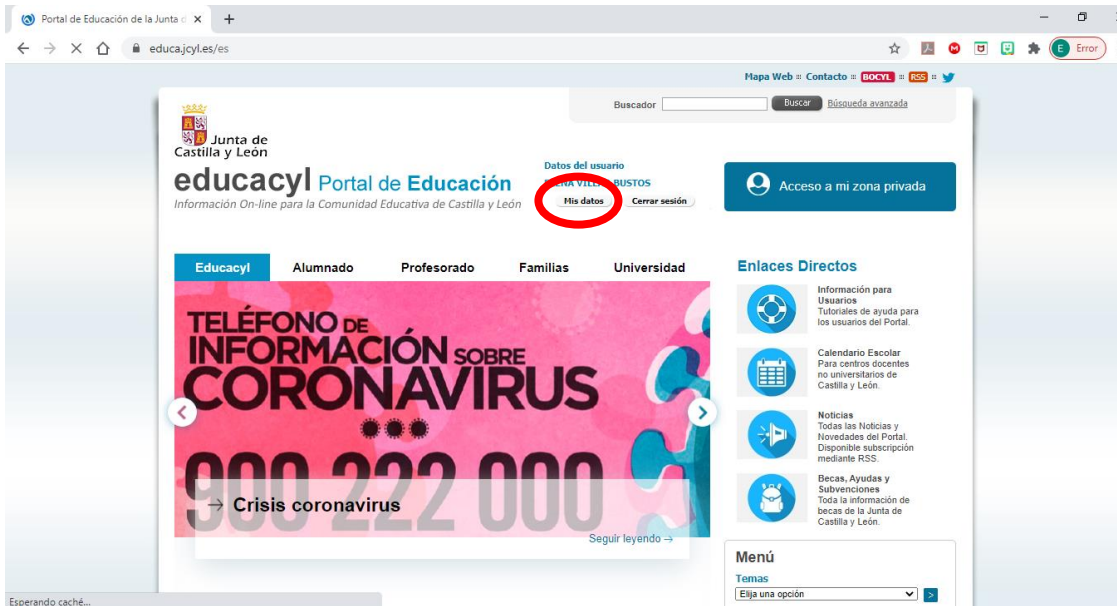 Portal de Educación de la Junta d
educa.jcyl.es/es
Error
Mapa Web :: Contacto :: BOCYL :: RSS ::
Buscador Buscar Búsqueda avanzada
Junta de
Castilla y León
educacyl Portal de Educación
Información On-line para la Comunidad Educativa de Castilla y León
Datos del usuario
BUSTOS
Mis datos Cerrar sesión
Acceso a mi zona privada
Educacyl Alumnado Profesorado Familias Universidad
TELÉFONO DE
INFORMACIÓN SOBRE
CORONAVIRUS
900 222 000
→ Crisis coronavirus
Seguir leyendo →
Enlaces Directos
Información para
Usuarios
Tutoriales de ayuda para
los usuarios del Portal.
Calendario Escolar
Para centros docentes
no universitarios de
Castilla y León.
Noticias
Todas las Noticias y
Novedades del Portal.
Disponible subscripción
mediante RSS.
Becas, Ayudas y
Subvenciones
Toda la información de
becas de la Junta de
Castilla y León.
Menú
Temas
Elija una opción >
Esperando caché...